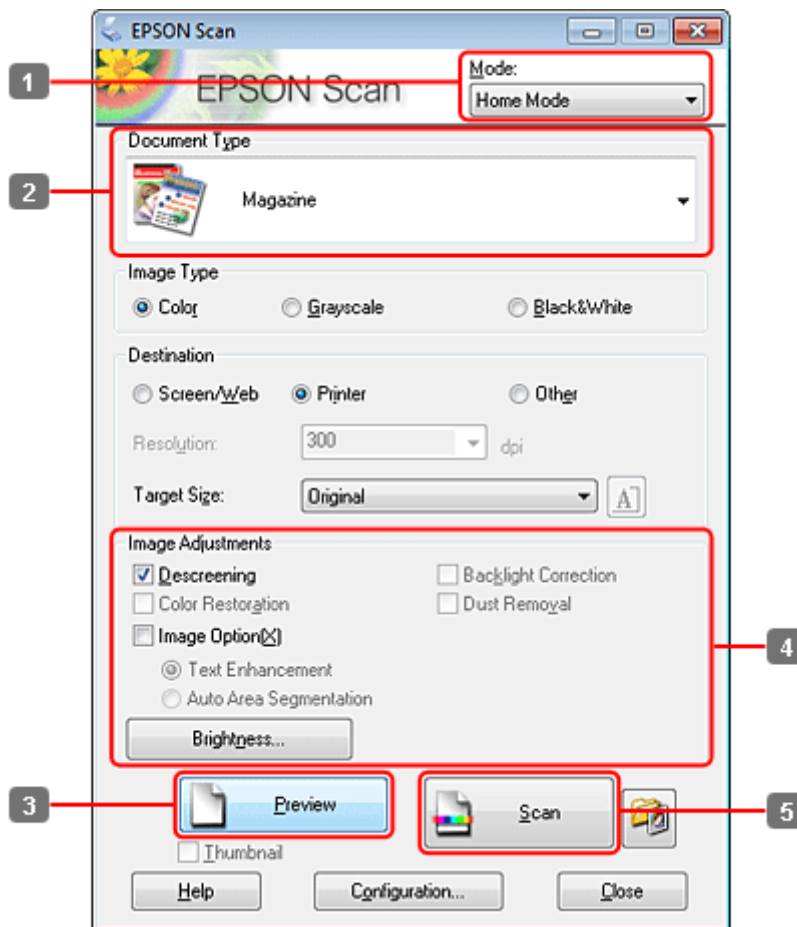 EPSON Scan
1
EPSON Scan
Mode:
Home Mode
2
Document Type
Magazine
Image Type
Color Grayscale Black&White
Destination
Screen/Web Printer Other
Resolution: 300 dpi
Target Size: Original A
Image Adjustments
Descreening Backlight Correction
Color Restoration Dust Removal
Image Option(X)
4
Text Enhancement
Auto Area Segmentation
Brightness...
3 Preview Scan 5
Thumbnail
Help Configuration... Close